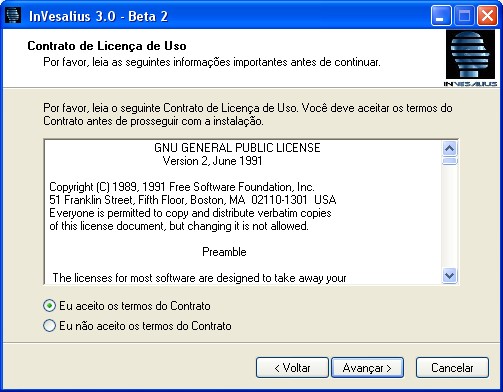 InVesalius 3.0 - Beta 2
Contrato de Licença de Uso
Por favor, leia as seguintes informações importantes antes de continuar.
INVESALIUS
Por favor, leia o seguinte Contrato de Licença de Uso. Você deve aceitar os termos do
Contrato antes de prosseguir com a instalação.
GNU GENERAL PUBLIC LICENSE
Version 2, June 1991
Copyright (C) 1989, 1991 Free Software Foundation, Inc.
51 Franklin Street, Fifth Floor, Boston, MA 02110-1301 USA
Everyone is permitted to copy and distribute verbatim copies
of this license document, but changing it is not allowed.
Preamble
The licenses for most software are designed to take away your
Eu aceito os termos do Contrato
Eu não aceito os termos do Contrato
< Voltar
Avançar >
Cancelar